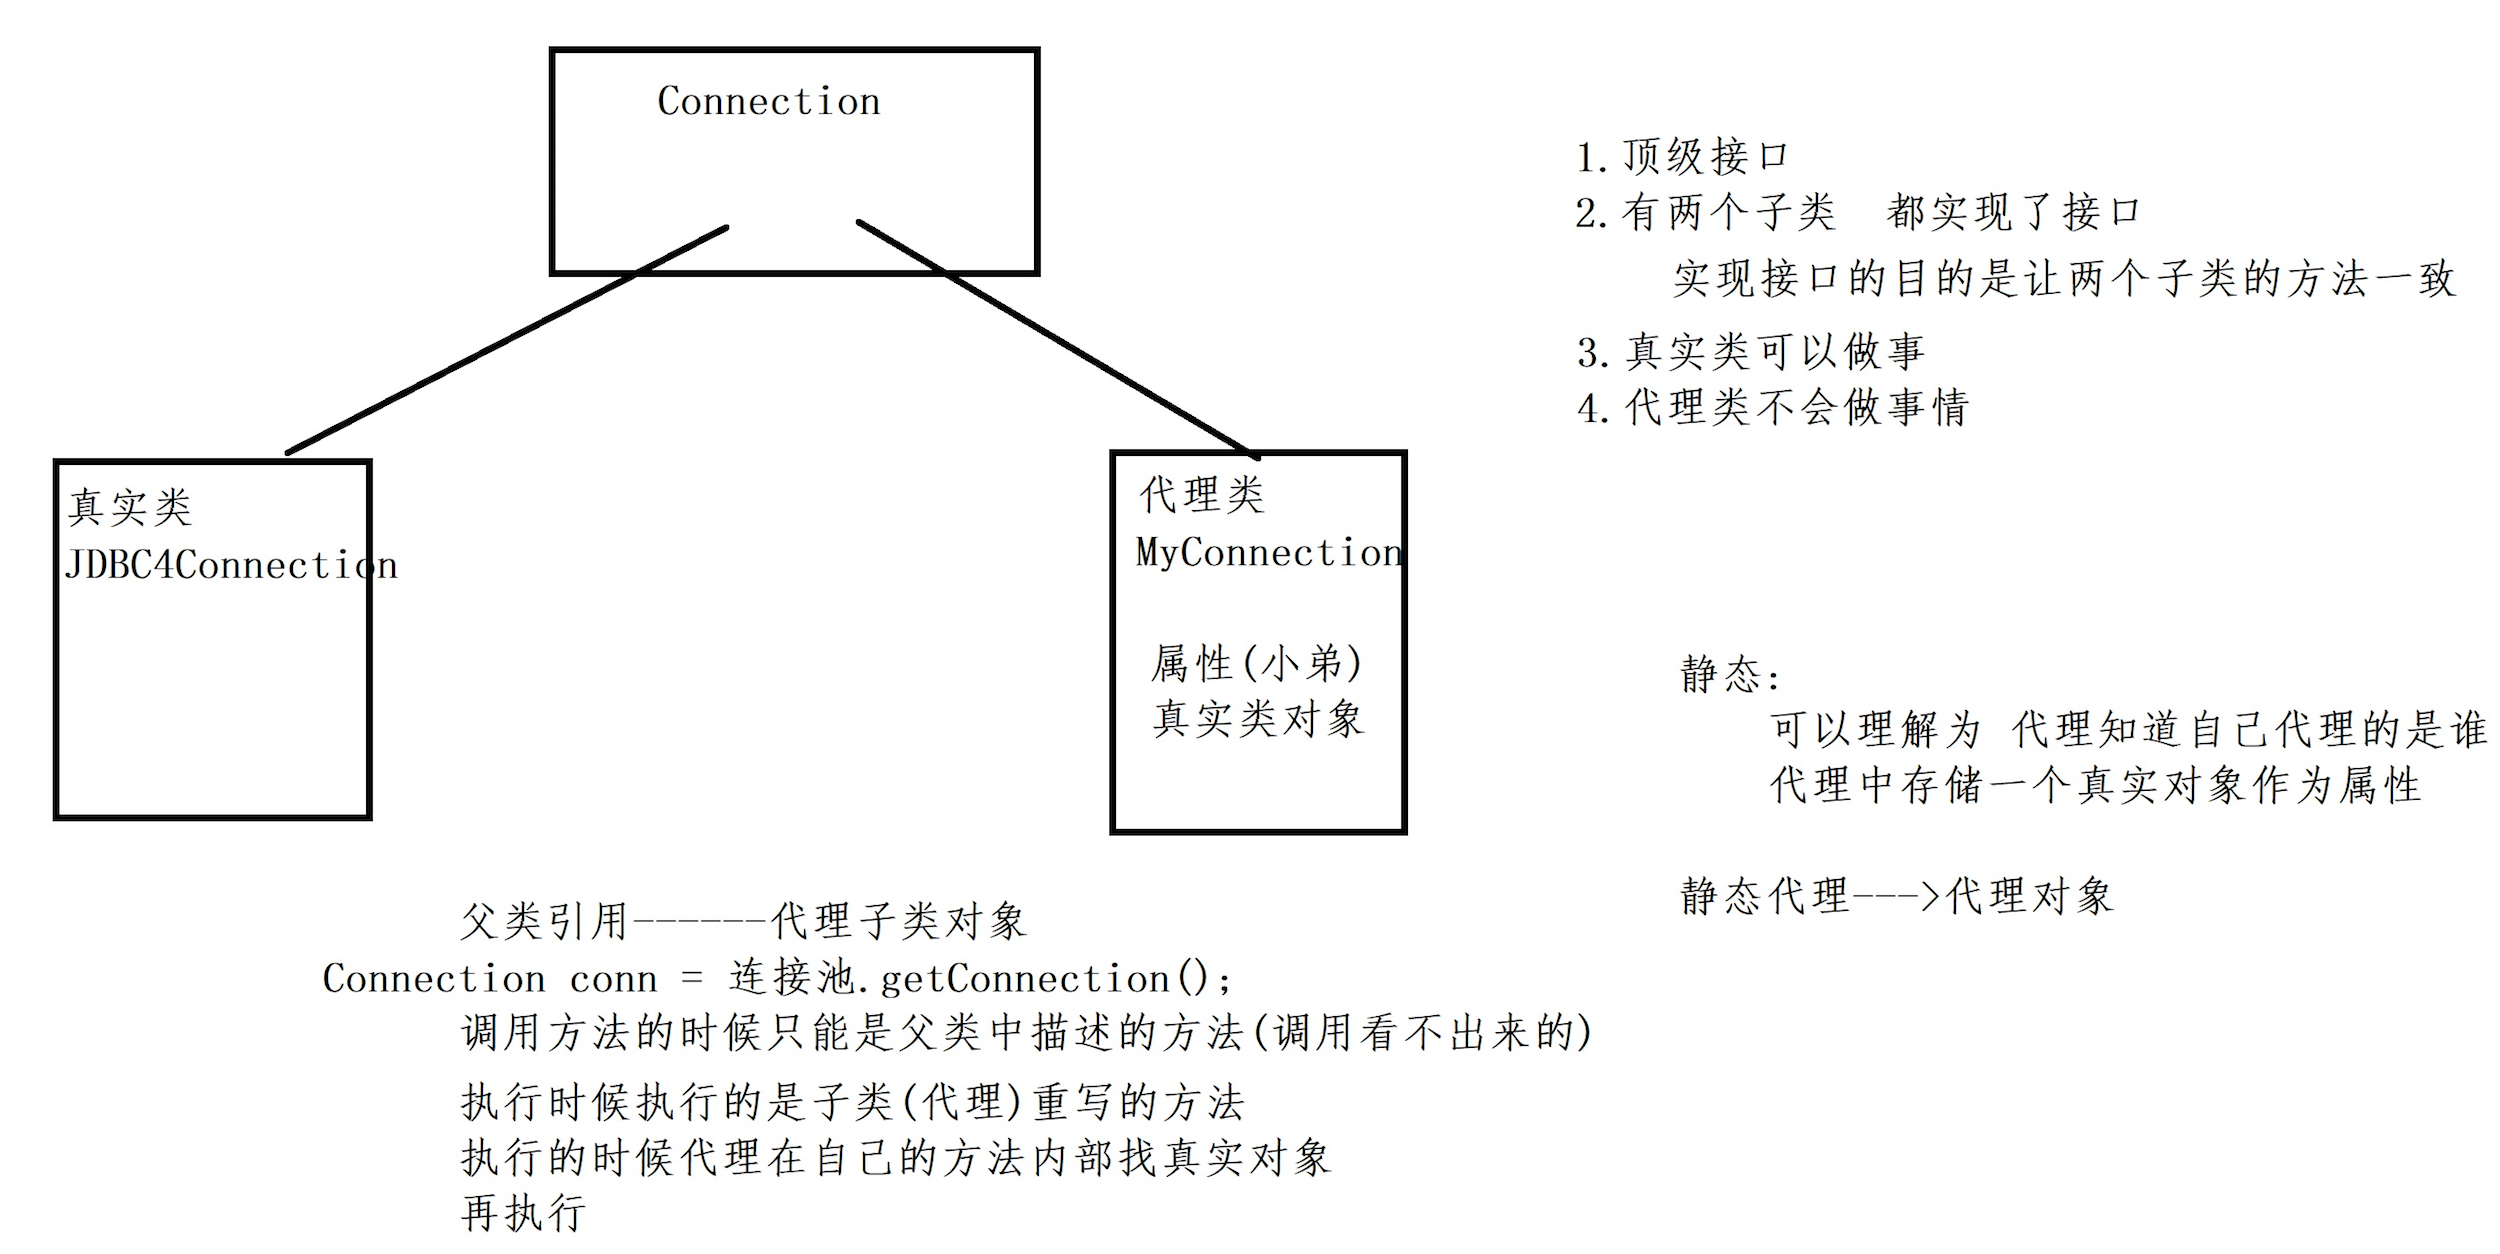 Connection
真实类
JDBC4Connection
代理类
MyConnection
属性(小弟)
真实类对象
1.顶级接口
2.有两个子类 都实现了接口
实现接口的目的是让两个子类的方法一致
3.真实类可以做事
4.代理类不会做事情
静态:
可以理解为 代理知道自己代理的是谁
代理中存储一个真实对象作为属性
静态代理--->代理对象
父类引用------代理子类对象
Connection conn = 连接池.getConnection();
调用方法的时候只能是父类中描述的方法(调用看不出来的)
执行时候执行的是子类(代理)重写的方法
执行的时候代理在自己的方法内部找真实对象
再执行